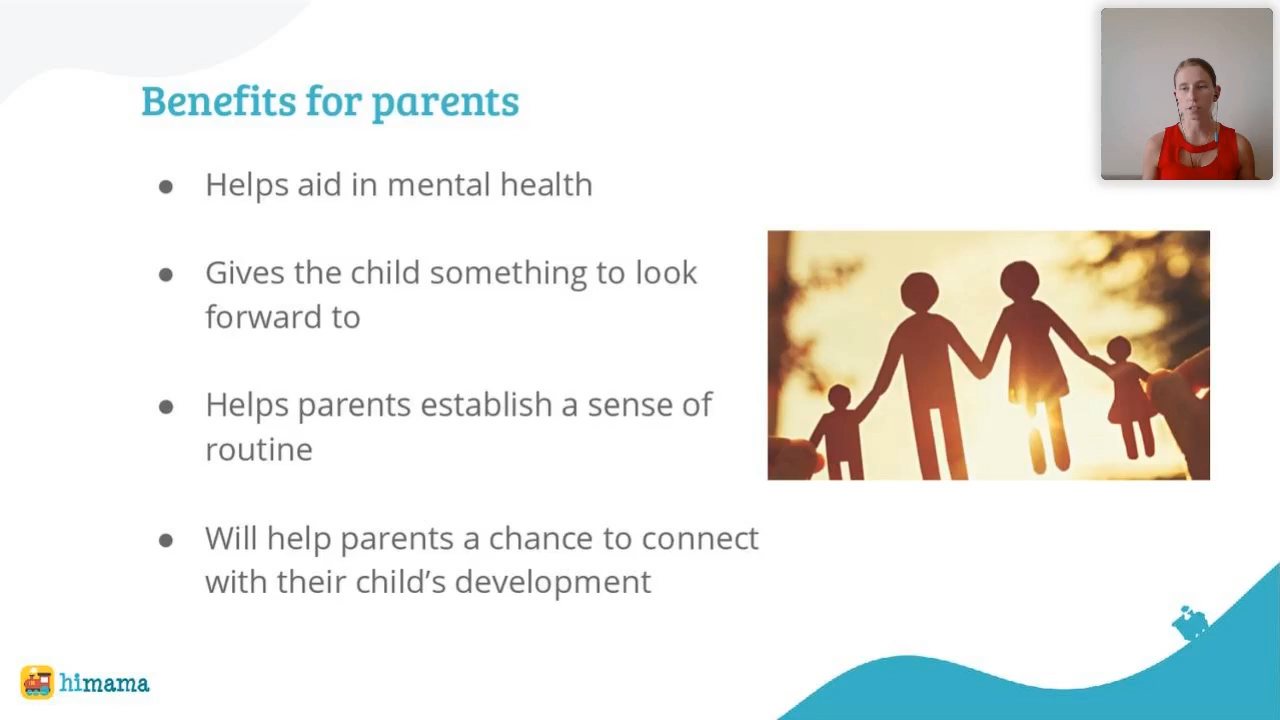 Benefits for parents
● Helps aid in mental health
● Gives the child something to look
forward to
● Helps parents establish a sense of
routine
● Will help parents a chance to connect
with their child’s development
himama